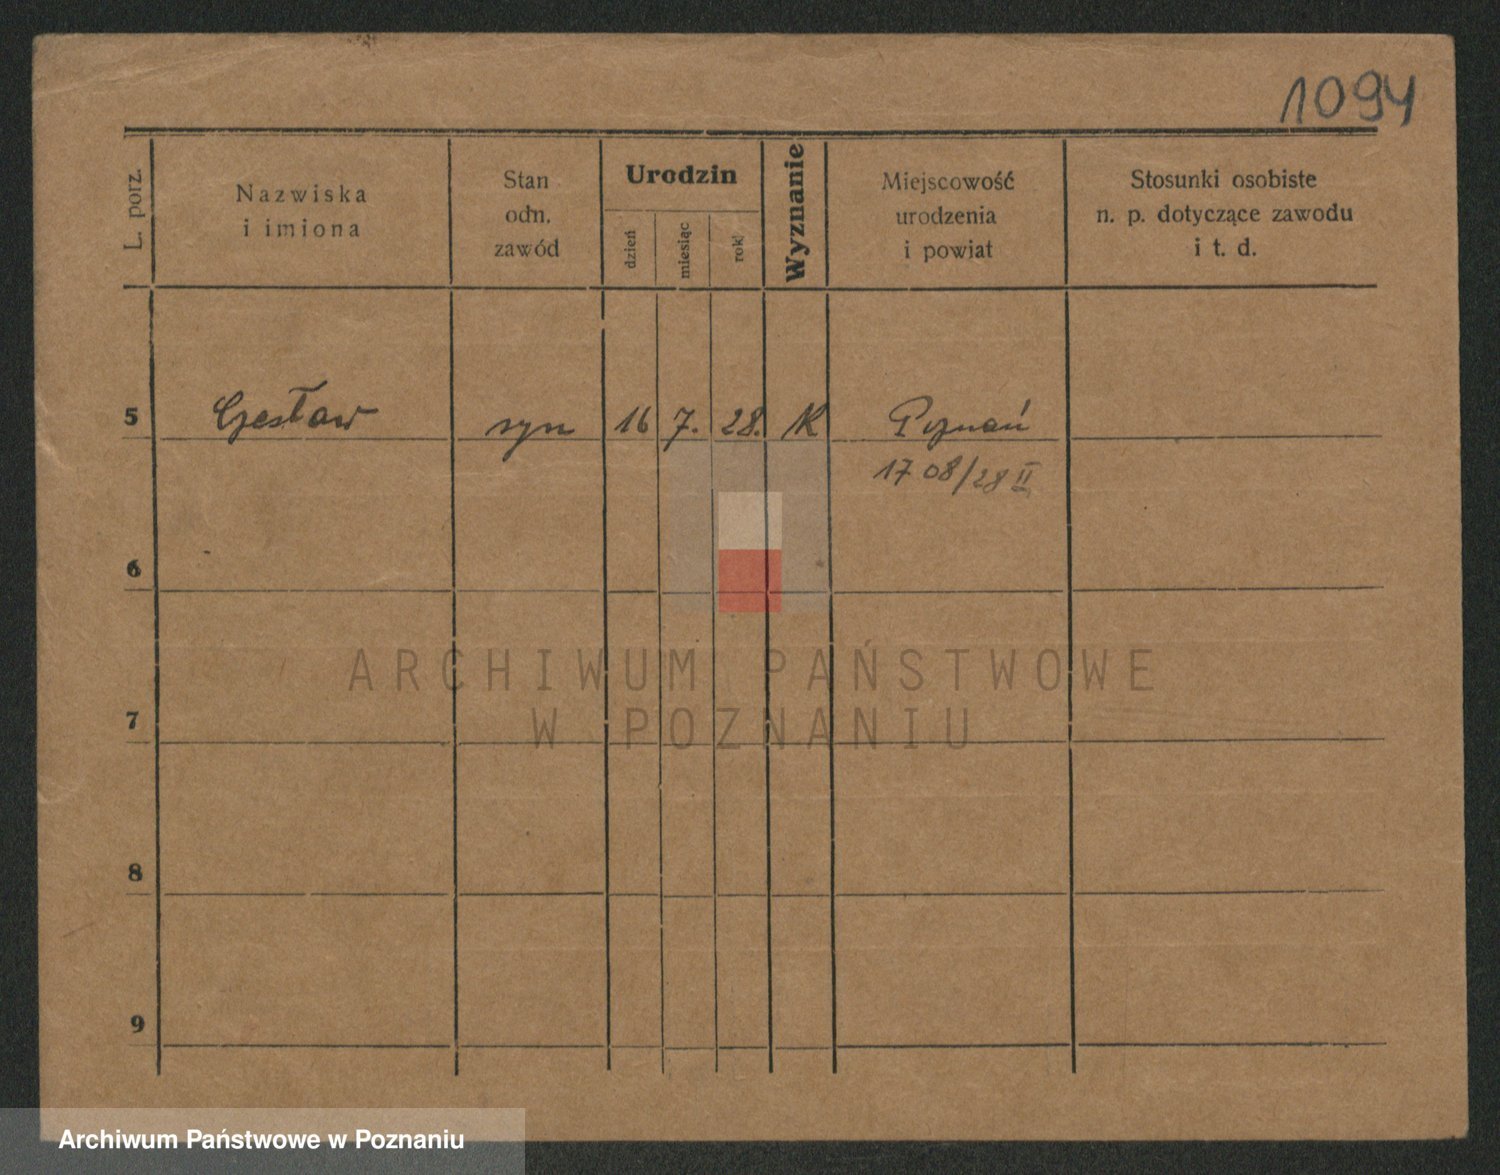 1094
L. porz.
Nazwiska
i imiona
Stan
odn.
zawód
Urodzin
dzień
miesiąc
rok
Wyznanie
Miejscowość
urodzenia
i powiat
Stosunki osobiste
n. p. dotyczące zawodu
i t. d.
5 Czesław syn 16 7. 28. K Poznań
1708/28 II
6
7
8
9
ARCHIWUM PAŃSTWOWE
W POZNANIU
Archiwum Państwowe w Poznaniu